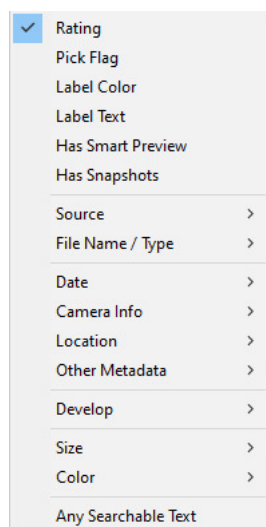 Rating
Pick Flag
Label Color
Label Text
Has Smart Preview
Has Snapshots
Source
File Name / Type
Date
Camera Info
Location
Other Metadata
Develop
Size
Color
Any Searchable Text